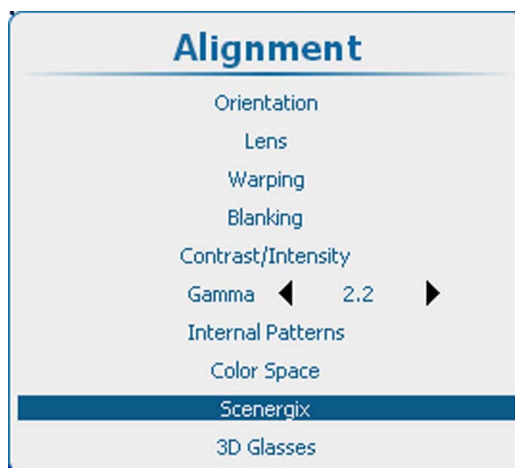 Alignment
Orientation
Lens
Warping
Blanking
Contrast/Intensity
Gamma 2.2
Internal Patterns
Color Space
Scenergix
3D Glasses